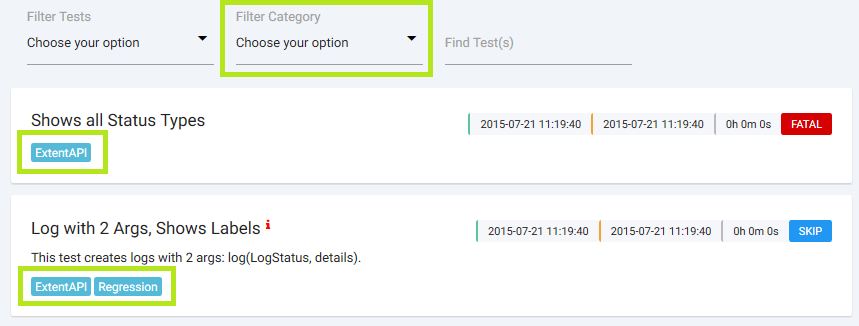 Filter Tests
Filter Category
Choose your option
Choose your option
Find Test(s)
Shows all Status Types
2015-07-21 11:19:40
2015-07-21 11:19:40
0h 0m 0s
FATAL
ExtentAPI
Log with 2 Args, Shows Labels i
2015-07-21 11:19:40
2015-07-21 11:19:40
0h 0m 0s
SKIP
This test creates logs with 2 args: log(LogStatus, details).
ExtentAPI Regression